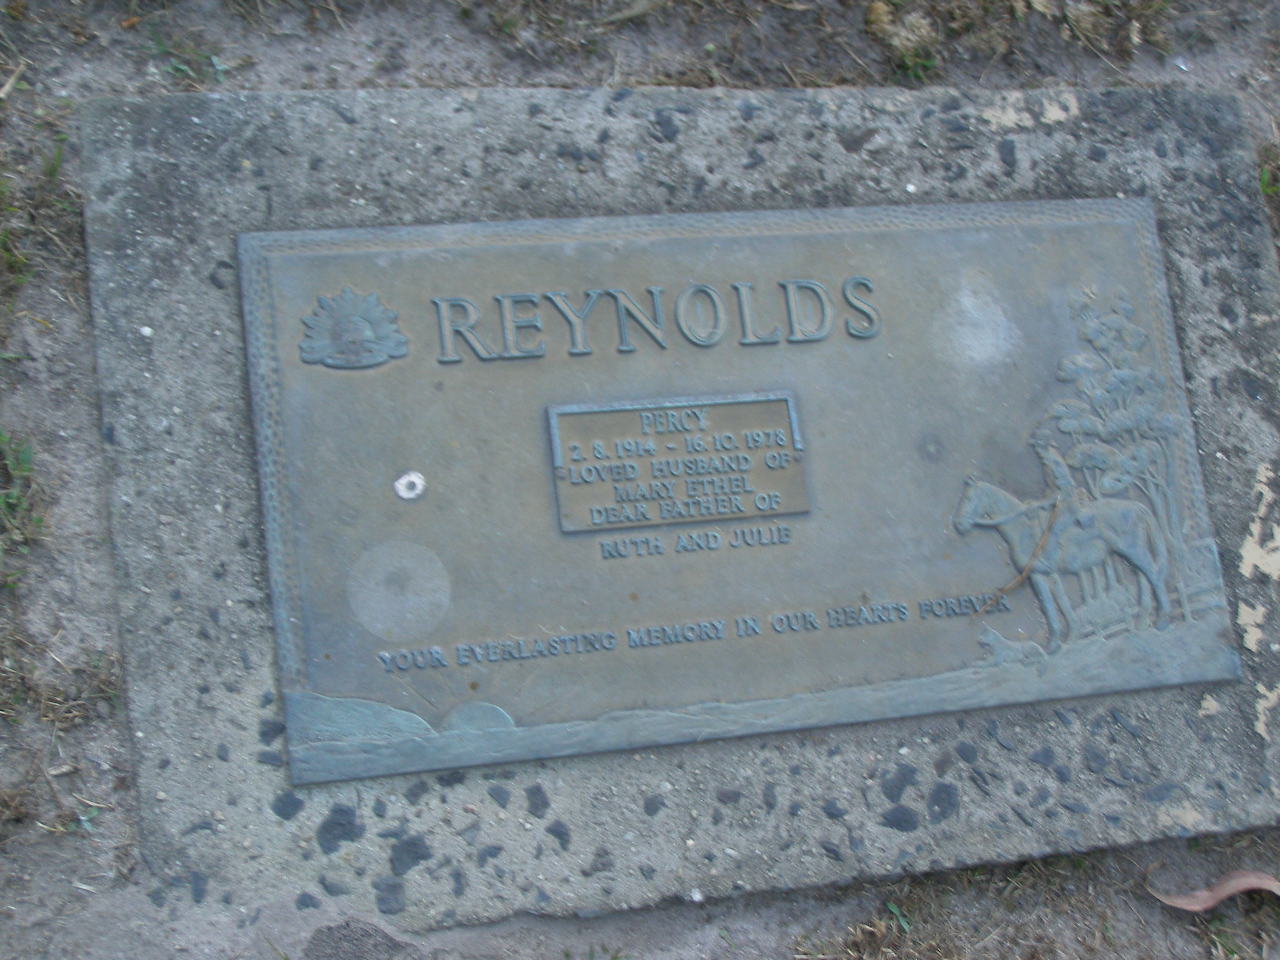 REYNOLDS
PERCY
2. 8. 1914 - 16. 10. 1978
LOVED HUSBAND OF
MARY ETHEL
DEAR FATHER OF
RUTH AND JULIE
YOUR EVERLASTING MEMORY IN OUR HEARTS FOREVER